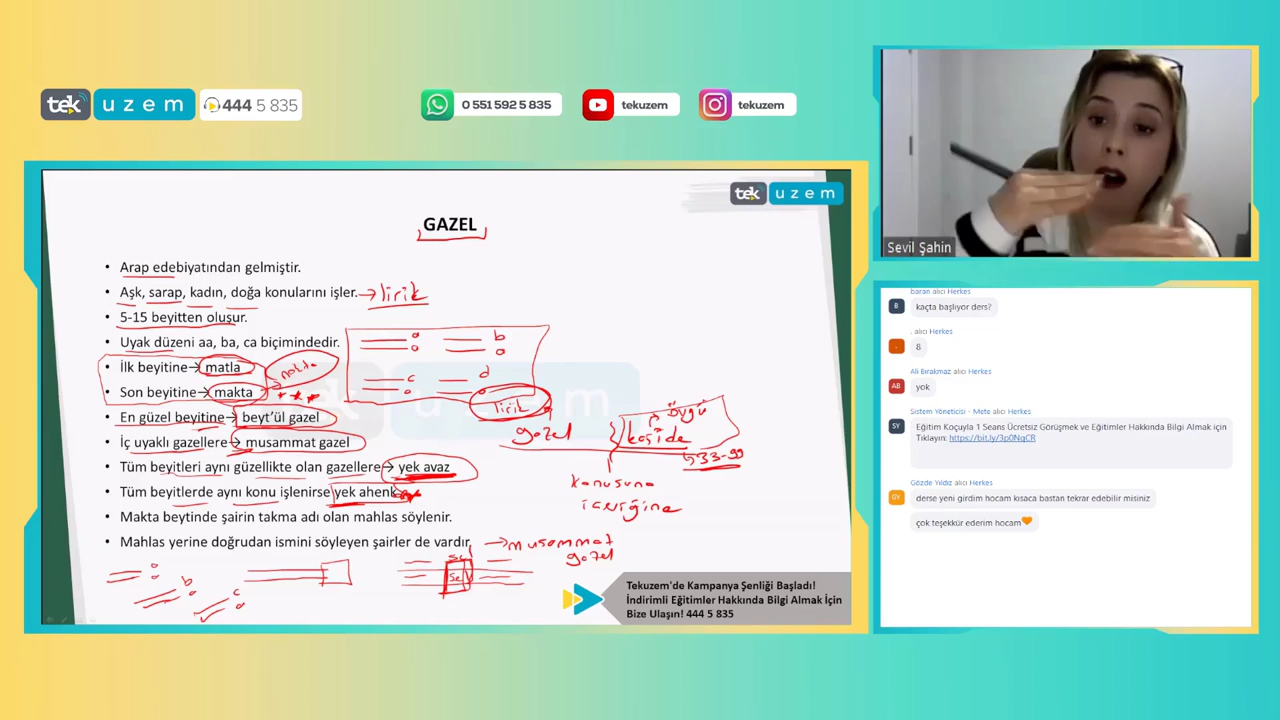 tek uzem 444 5 835
0 551 592 5 835
tekuzem
tekuzem
tek uzem
GAZEL
• Arap edebiyatından gelmiştir.
• Aşk, sarap, kadın, doğa konularını işler. → lirik
• 5-15 beyitten oluşur.
• Uyak düzeni aa, ba, ca biçimindedir.
• İlk beyitine→ matla
• Son beyitine → makta
• En güzel beyitine→ beyt’ül gazel
• İç uyaklı gazellere → musammat gazel
• Tüm beyitleri aynı güzellikte olan gazellere→ yek avaz
• Tüm beyitlerde aynı konu işlenirse yek ahenk
• Makta beytinde şairin takma adı olan mahlas söylenir.
• Mahlas yerine doğrudan ismini söyleyen şairler de vardır.
a b
a a
c d
a
lirik
gazel
övgü
kaside
33-99
konusuna
içeriğine
→ musammat
gazel
a
a
b
a
c
a
Tekuzem'de Kampanya Şenliği Başladı!
İndirimli Eğitimler Hakkında Bilgi Almak İçin
Bize Ulaşın! 444 5 835
Sevil Şahin
baran alıcı Herkes
B kaçta başlıyor ders?
. alıcı Herkes
. 8
Ali Bırakmaz alıcı Herkes
AB yok
Sistem Yöneticisi - Mete alıcı Herkes
SY Eğitim Koçuyla 1 Seans Ücretsiz Görüşmek ve Eğitimler Hakkında Bilgi Almak için
Tıklayın: https://bit.ly/3p0NqCR
Gözde Yıldız alıcı Herkes
GY derse yeni girdim hocam kısaca bastan tekrar edebilir misiniz
çok teşekkür ederim hocam🧡